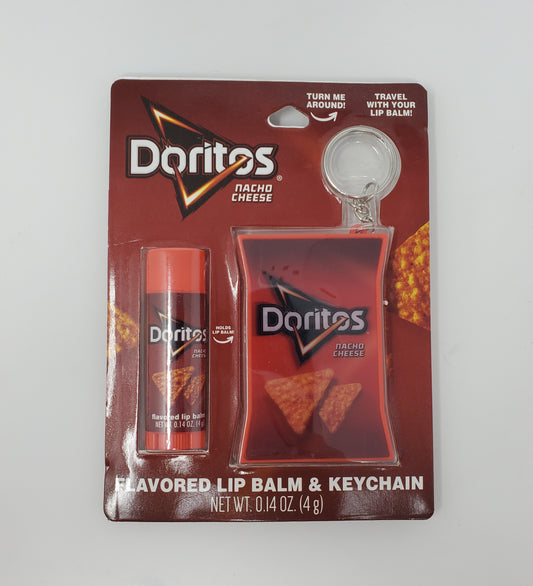 TURN ME
AROUND!
TRAVEL
WITH YOUR
LIP BALM!
Doritos®
NACHO
CHEESE
Doritos
NACHO
CHEESE
HOLDS
LIP BALM!
flavored lip balm
NET WT. 0.14 OZ. (4 g)
Doritos
NACHO
CHEESE
FLAVORED LIP BALM & KEYCHAIN
NET WT. 0.14 OZ. (4 g)